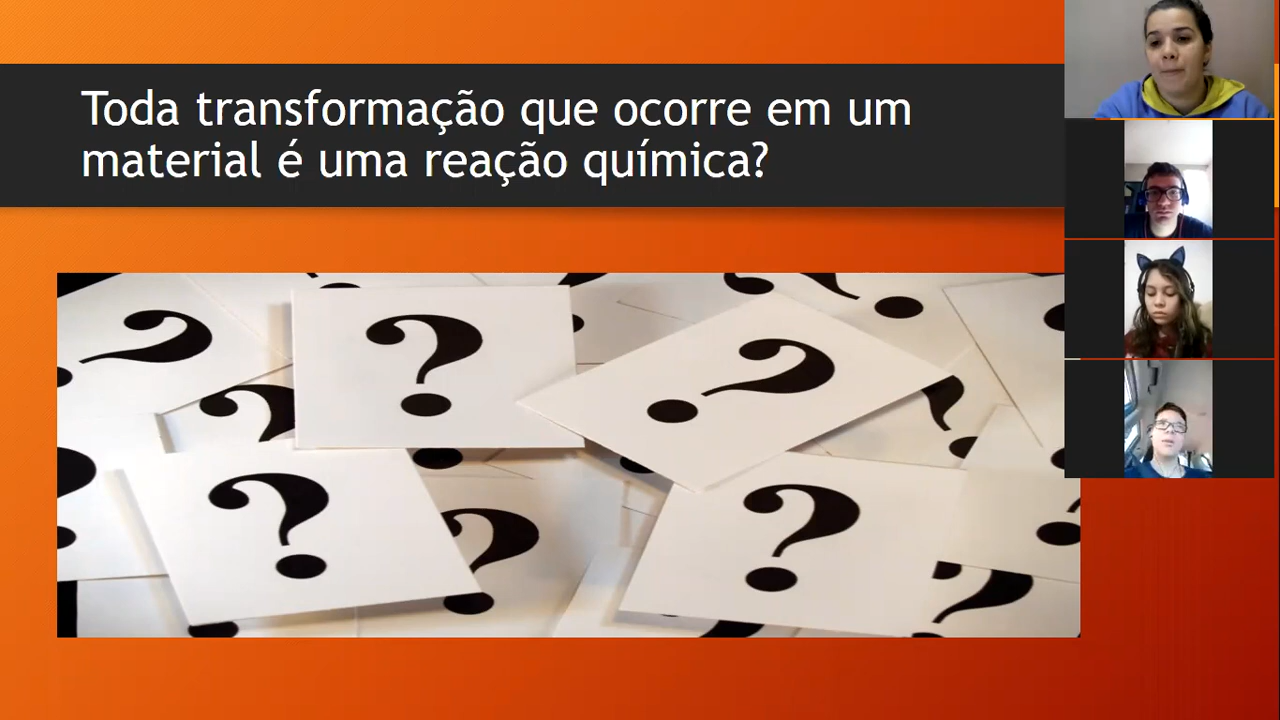 Toda transformação que ocorre em um
material é uma reação química?